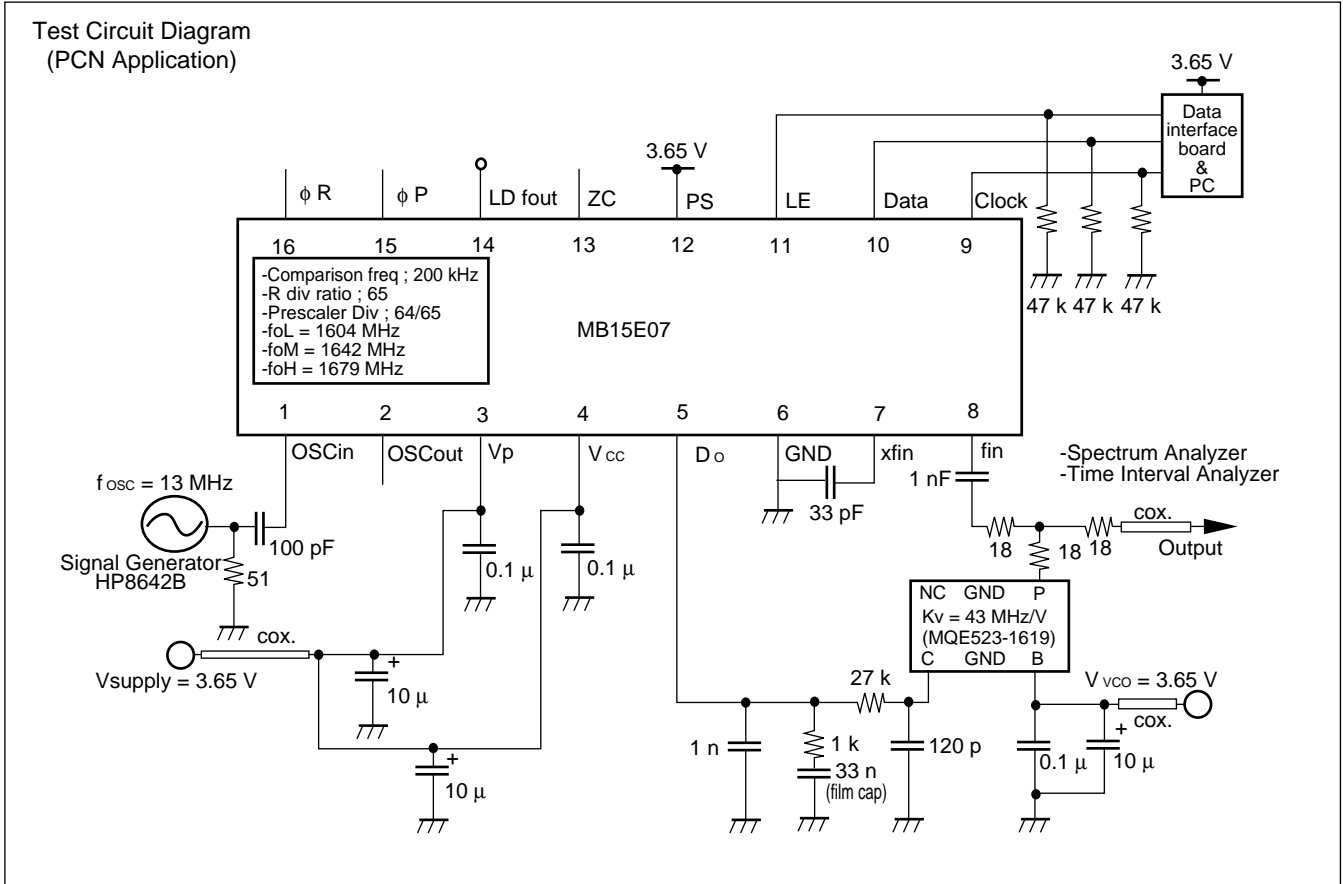 Test Circuit Diagram
(PCN Application)
3.65 V
Data
interface
board
&
PC
3.65 V
ϕ R
ϕ P
LD fout
ZC
PS
LE
Data
Clock
16
15
14
13
12
11
10
9
47 k
47 k
47 k
-Comparison freq ; 200 kHz
-R div ratio ; 65
-Prescaler Div ; 64/65
-foL = 1604 MHz
-foM = 1642 MHz
-foH = 1679 MHz
MB15E07
1
2
3
4
5
6
7
8
OSCin
OSCout
Vp
VCC
DO
GND
xfin
fin
-Spectrum Analyzer
-Time Interval Analyzer
fOSC = 13 MHz
1 nF
33 pF
cox.
Output
18
18
18
100 pF
Signal Generator
HP8642B
51
0.1 μ
0.1 μ
NC GND P
Kv = 43 MHz/V
(MQE523-1619)
C GND B
cox.
Vsupply = 3.65 V
+
10 μ
27 k
VVCO = 3.65 V
cox.
+
10 μ
1 n
1 k
33 n
(film cap)
120 p
0.1 μ
+
10 μ